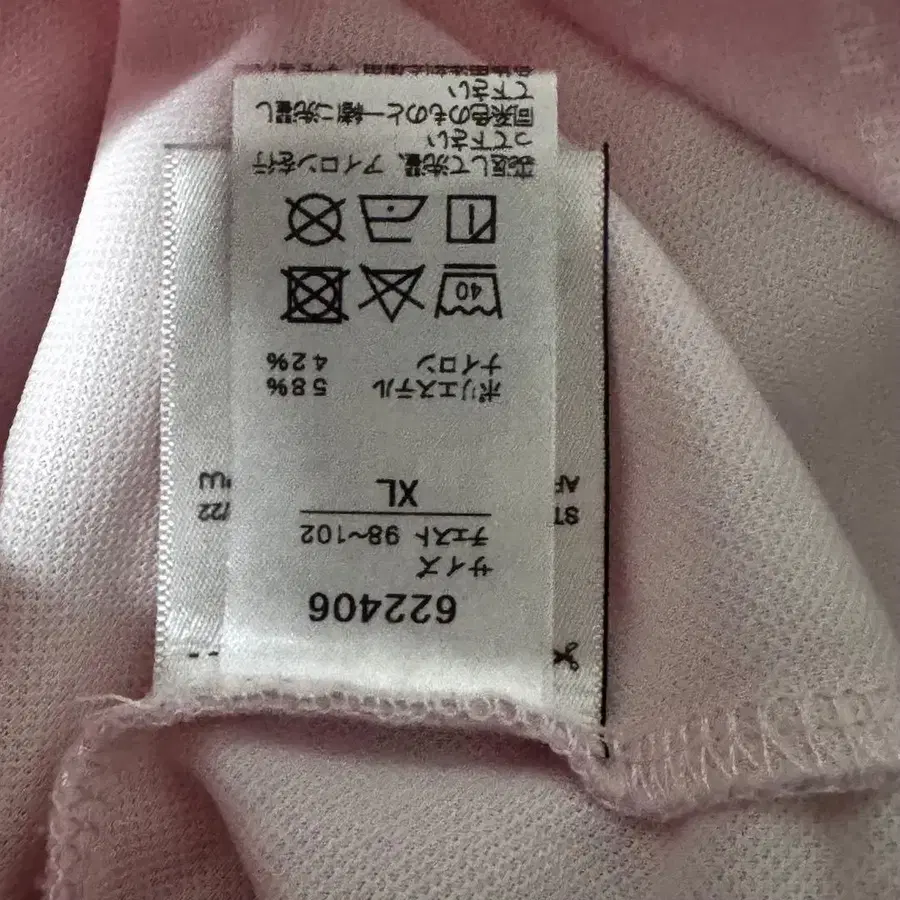 622406
サイズ
チェスト 98~102
XL
ST /22
AF
ポリエステル 58%
ナイロン 42%
40
裏返して洗濯、アイロンを行
って下さい
同系色のものと一緒に洗濯し
て下さい